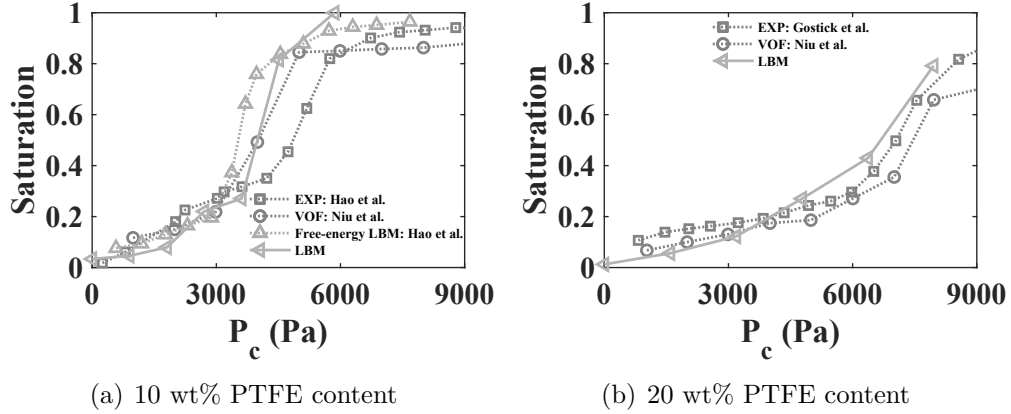 1
0.8
0.6
0.4
0.2
0
Saturation
0 3000 6000 9000
P_c (Pa)
EXP: Hao et al.
VOF: Niu et al.
Free-energy LBM: Hao et al.
LBM
(a) 10 wt% PTFE content
1
0.8
0.6
0.4
0.2
0
Saturation
0 3000 6000 9000
P_c (Pa)
EXP: Gostick et al.
VOF: Niu et al.
LBM
(b) 20 wt% PTFE content